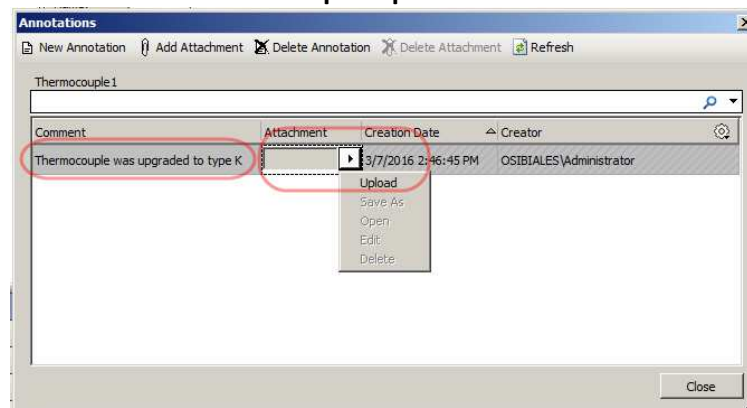 Annotations
New Annotation Add Attachment Delete Annotation Delete Attachment Refresh
Thermocouple1
Comment Attachment Creation Date Creator
Thermocouple was upgraded to type K 3/7/2016 2:46:45 PM OSIBIALES\Administrator
Upload
Save As
Open
Edit
Delete
Close